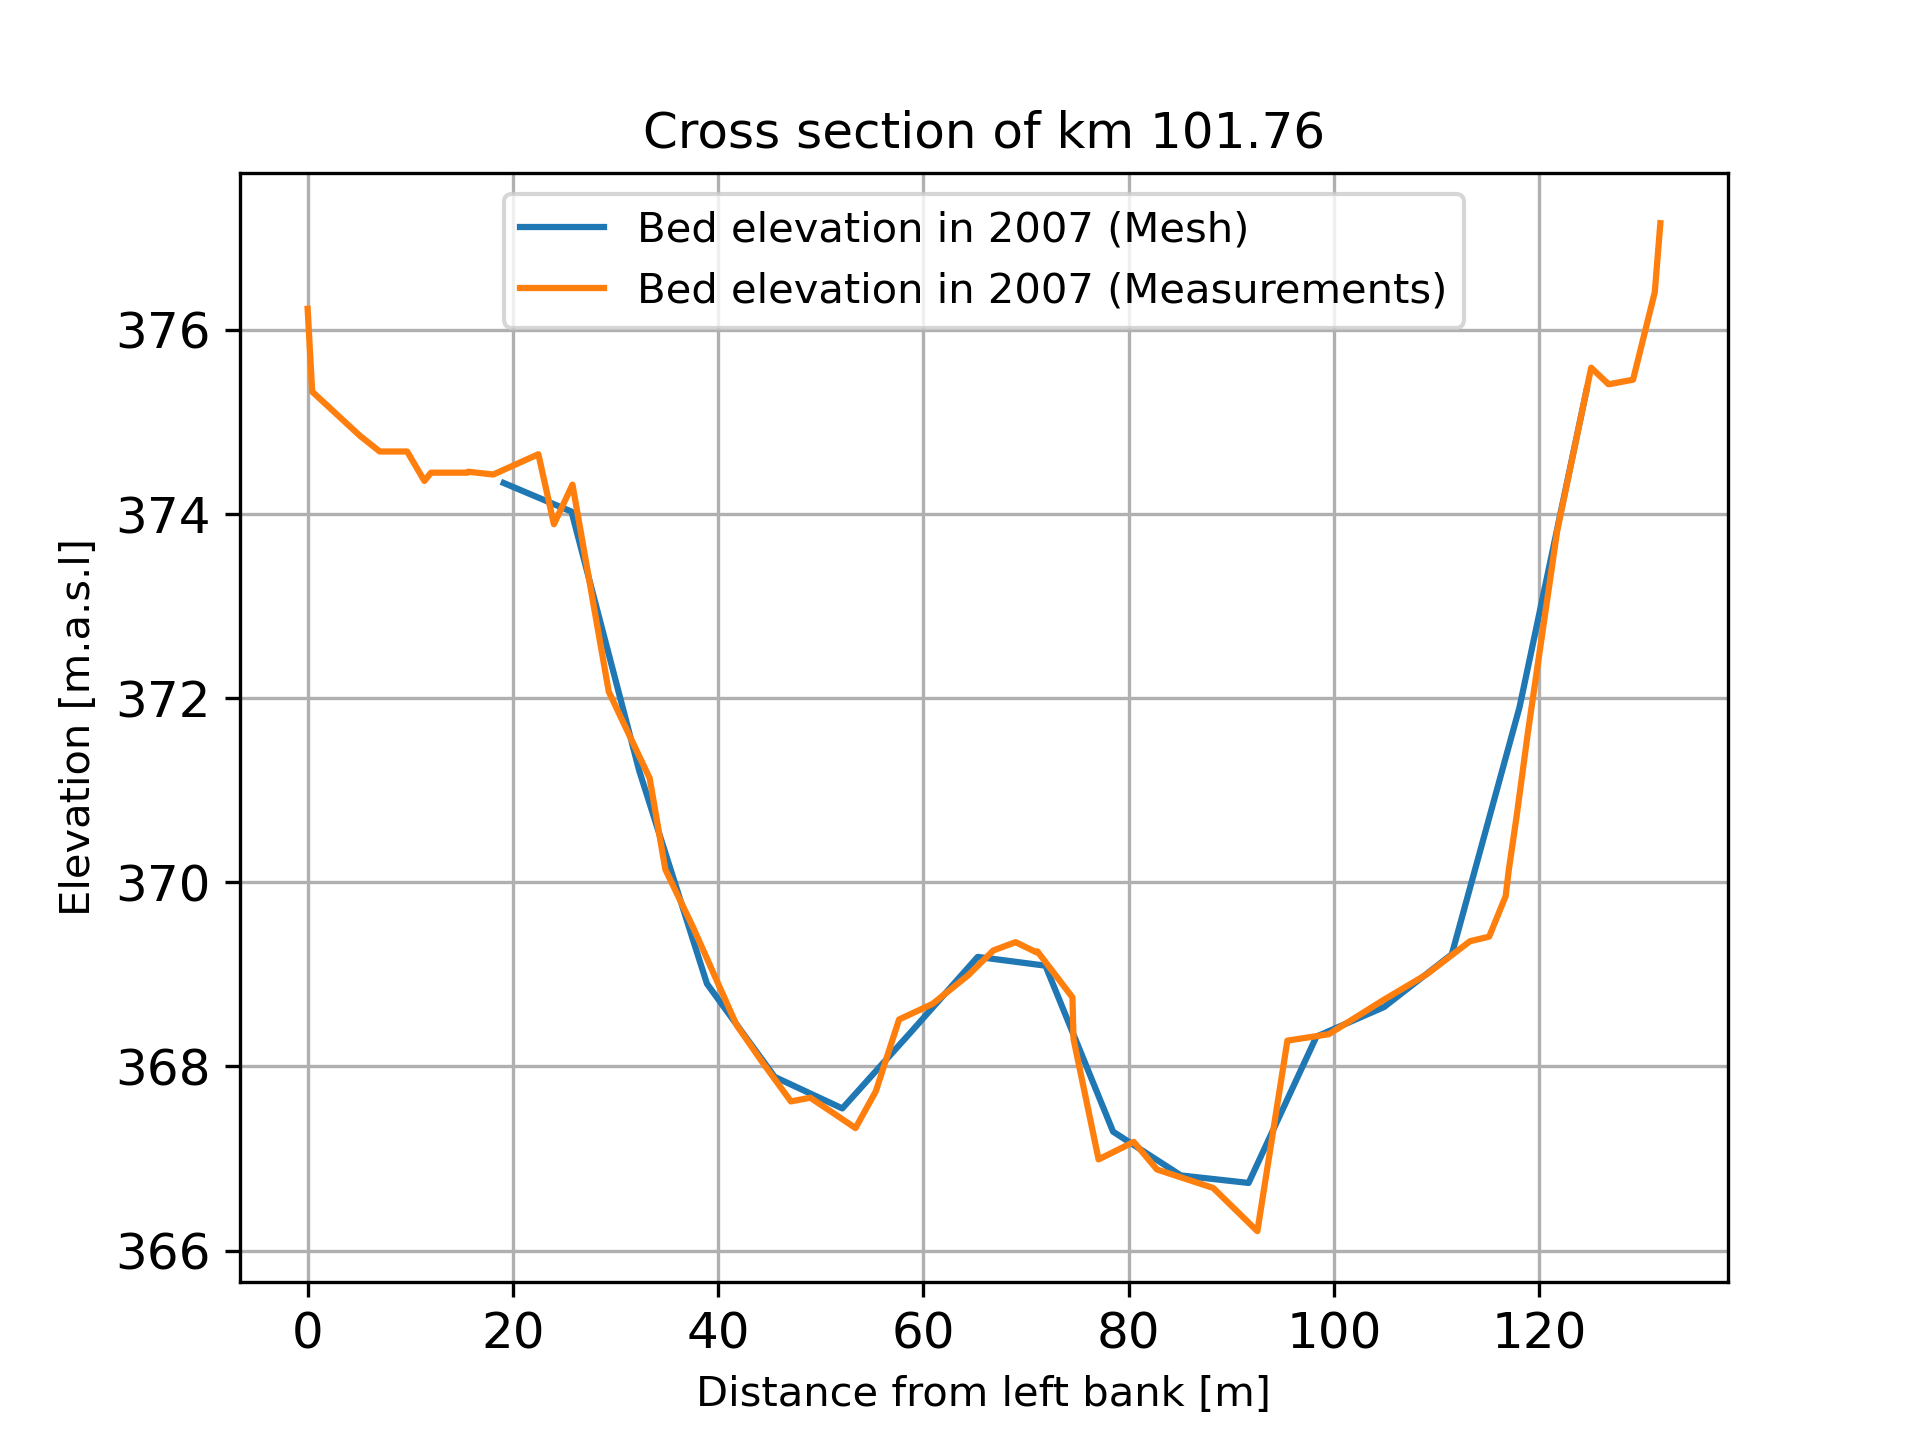 Cross section of km 101.76
Bed elevation in 2007 (Mesh)
Bed elevation in 2007 (Measurements)
376
374
372
370
368
366
Elevation [m.a.s.l]
0 20 40 60 80 100 120
Distance from left bank [m]